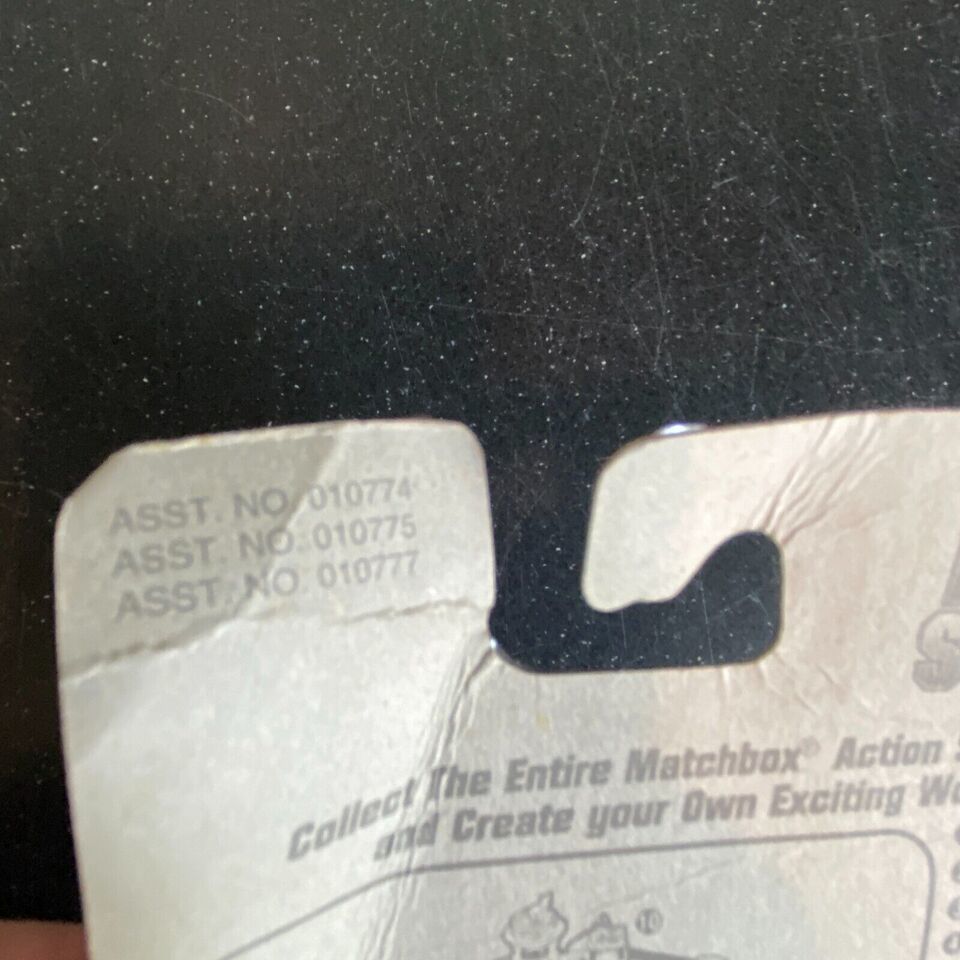 ASST. NO. 010774
ASST. NO. 010775
ASST. NO. 010777
Collect The Entire Matchbox® Action
and Create your Own Exciting
10